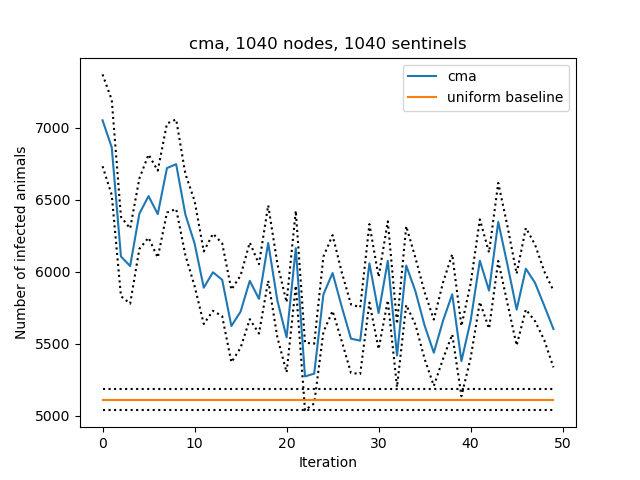 cma, 1040 nodes, 1040 sentinels
cma
uniform baseline
Number of infected animals
7000
6500
6000
5500
5000
0 10 20 30 40 50
Iteration